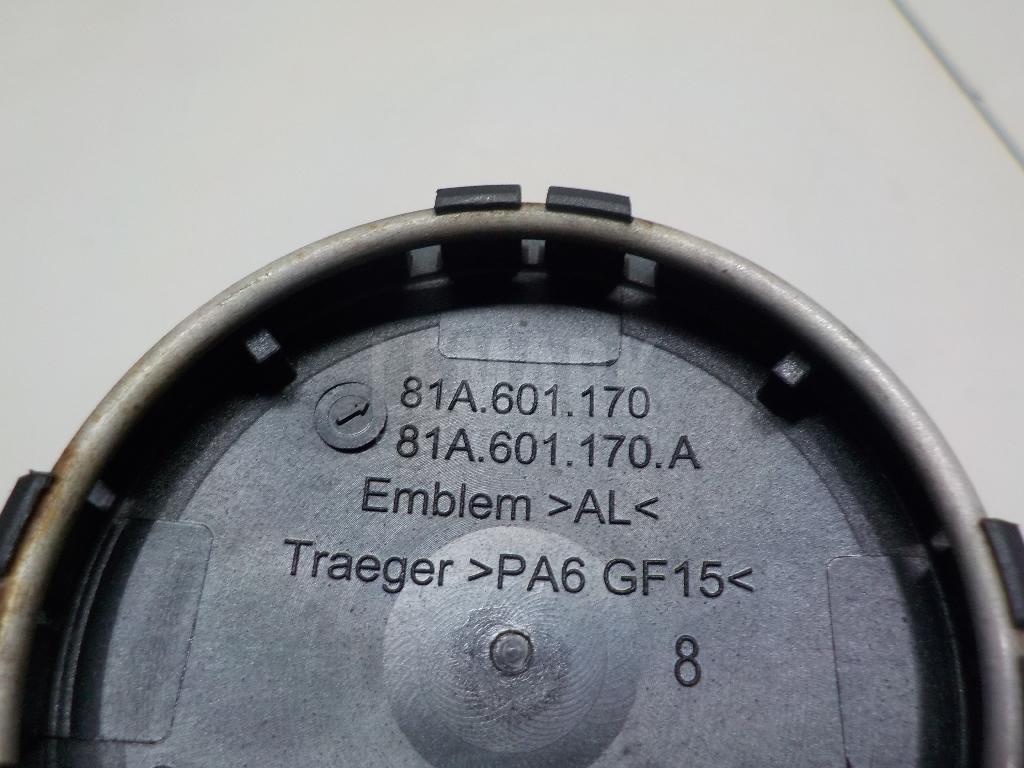 81A.601.170
81A.601.170.A
Emblem >AL<
Traeger >PA6 GF15<
8